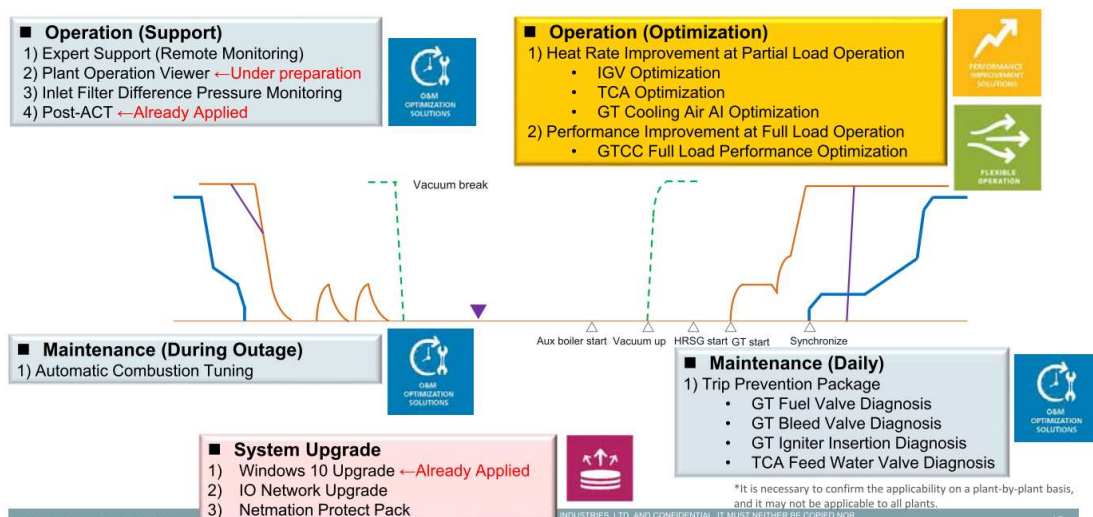 ■ Operation (Support)
1) Expert Support (Remote Monitoring)
2) Plant Operation Viewer ←Under preparation
3) Inlet Filter Difference Pressure Monitoring
4) Post-ACT ←Already Applied
O&M
OPTIMIZATION
SOLUTIONS
■ Operation (Optimization)
1) Heat Rate Improvement at Partial Load Operation
• IGV Optimization
• TCA Optimization
• GT Cooling Air AI Optimization
2) Performance Improvement at Full Load Operation
• GTCC Full Load Performance Optimization
PERFORMANCE
IMPROVEMENT
SOLUTIONS
FLEXIBLE
OPERATION
Vacuum break
Aux boiler start
Vacuum up
HRSG start
GT start
Synchronize
■ Maintenance (During Outage)
1) Automatic Combustion Tuning
O&M
OPTIMIZATION
SOLUTIONS
■ Maintenance (Daily)
1) Trip Prevention Package
• GT Fuel Valve Diagnosis
• GT Bleed Valve Diagnosis
• GT Igniter Insertion Diagnosis
• TCA Feed Water Valve Diagnosis
O&M
OPTIMIZATION
SOLUTIONS
■ System Upgrade
1) Windows 10 Upgrade ←Already Applied
2) IO Network Upgrade
3) Netmation Protect Pack
*It is necessary to confirm the applicability on a plant-by-plant basis,
and it may not be applicable to all plants.
INDUSTRIES, LTD. AND CONFIDENTIAL. IT MUST NEITHER BE COPIED NOR